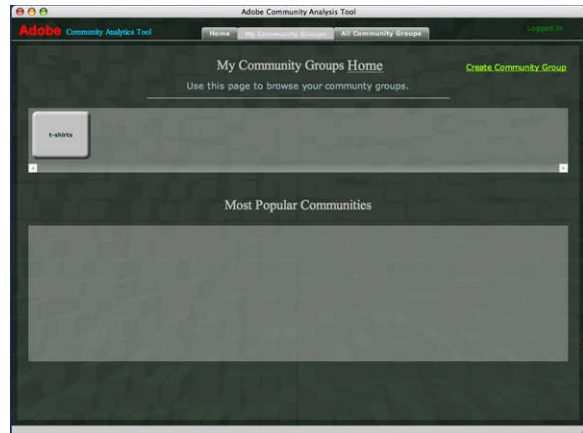 Adobe Community Analysis Tool
Adobe Community Analytics Tool
Home My Community Groups All Community Groups
Logged In
My Community Groups Home
Create Community Group
Use this page to browse your communty groups.
t-shirts
Most Popular Communities